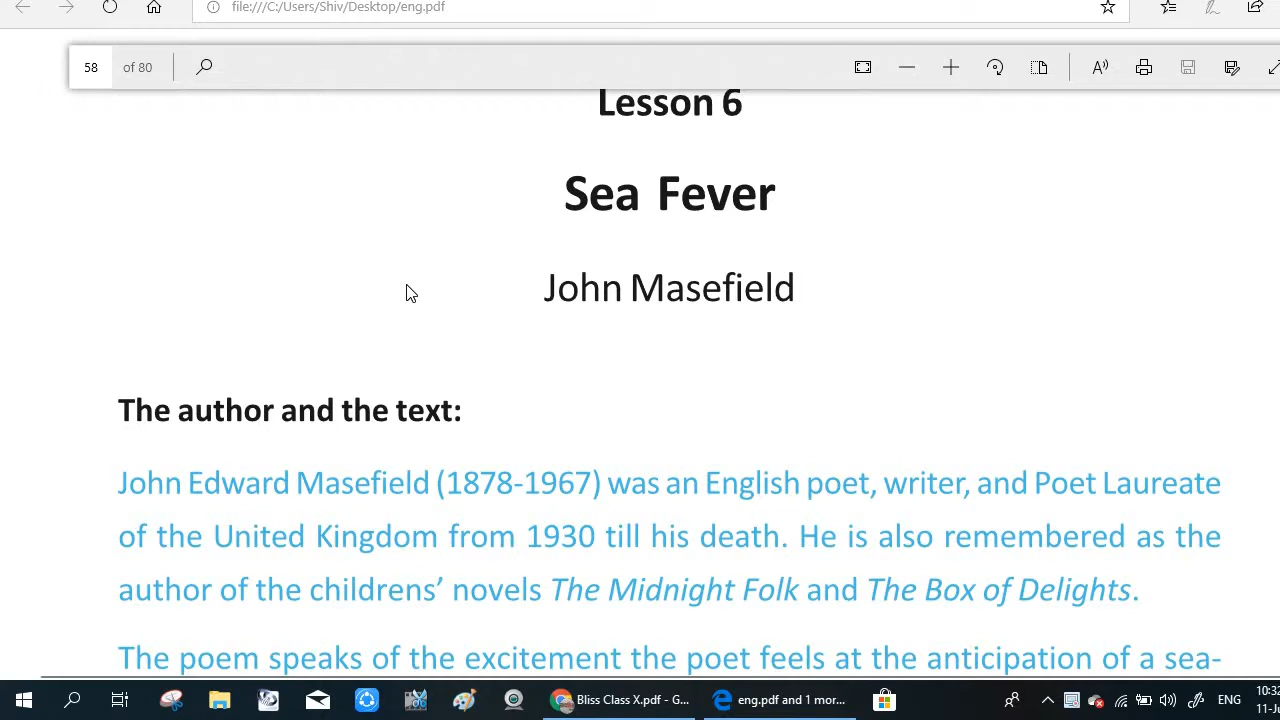 file:///C:/Users/Shiv/Desktop/eng.pdf
58 of 80
Lesson 6
Sea Fever
John Masefield
The author and the text:
John Edward Masefield (1878-1967) was an English poet, writer, and Poet Laureate
of the United Kingdom from 1930 till his death. He is also remembered as the
author of the childrens’ novels The Midnight Folk and The Box of Delights.
The poem speaks of the excitement the poet feels at the anticipation of a sea-
Bliss Class X.pdf - G...
eng.pdf and 1 mor...
ENG